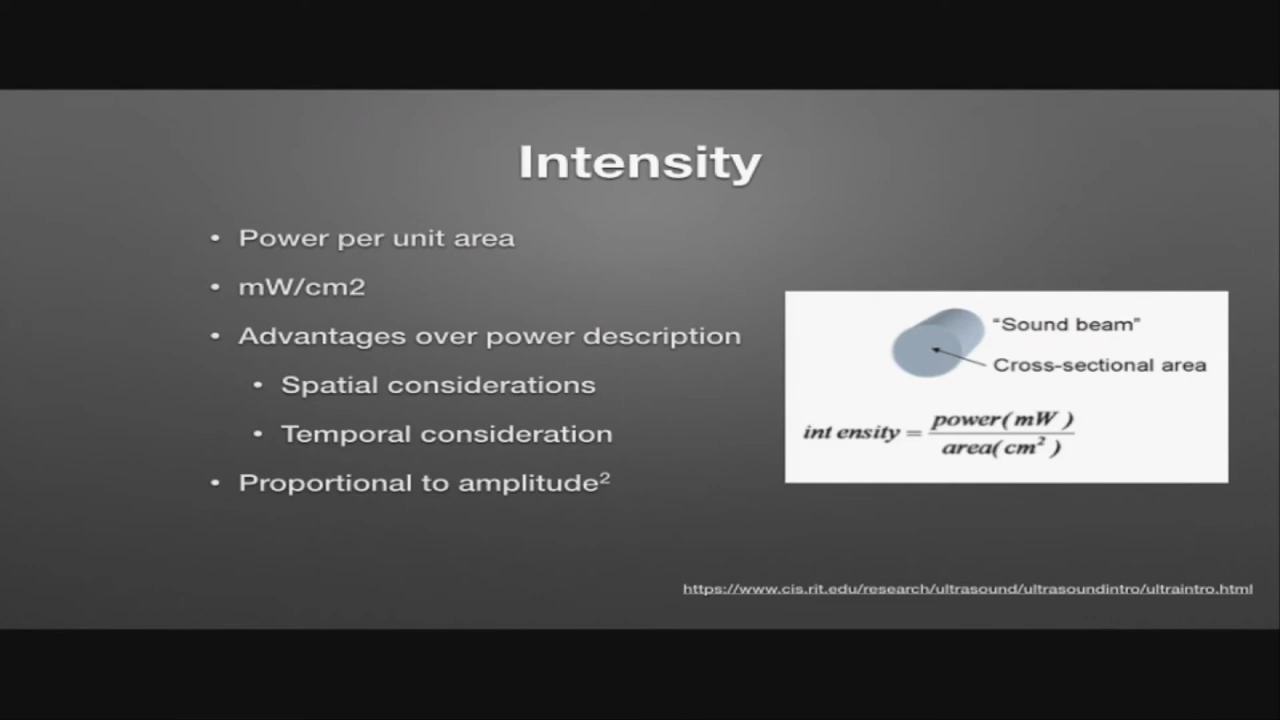 Intensity
• Power per unit area
• mW/cm2
• Advantages over power description
• Spatial considerations
• Temporal consideration
• Proportional to amplitude²
"Sound beam"
Cross-sectional area
int ensity = power(mW ) / area(cm² )
https://www.cis.rit.edu/research/ultrasound/ultrasoundintro/ultraintro.html